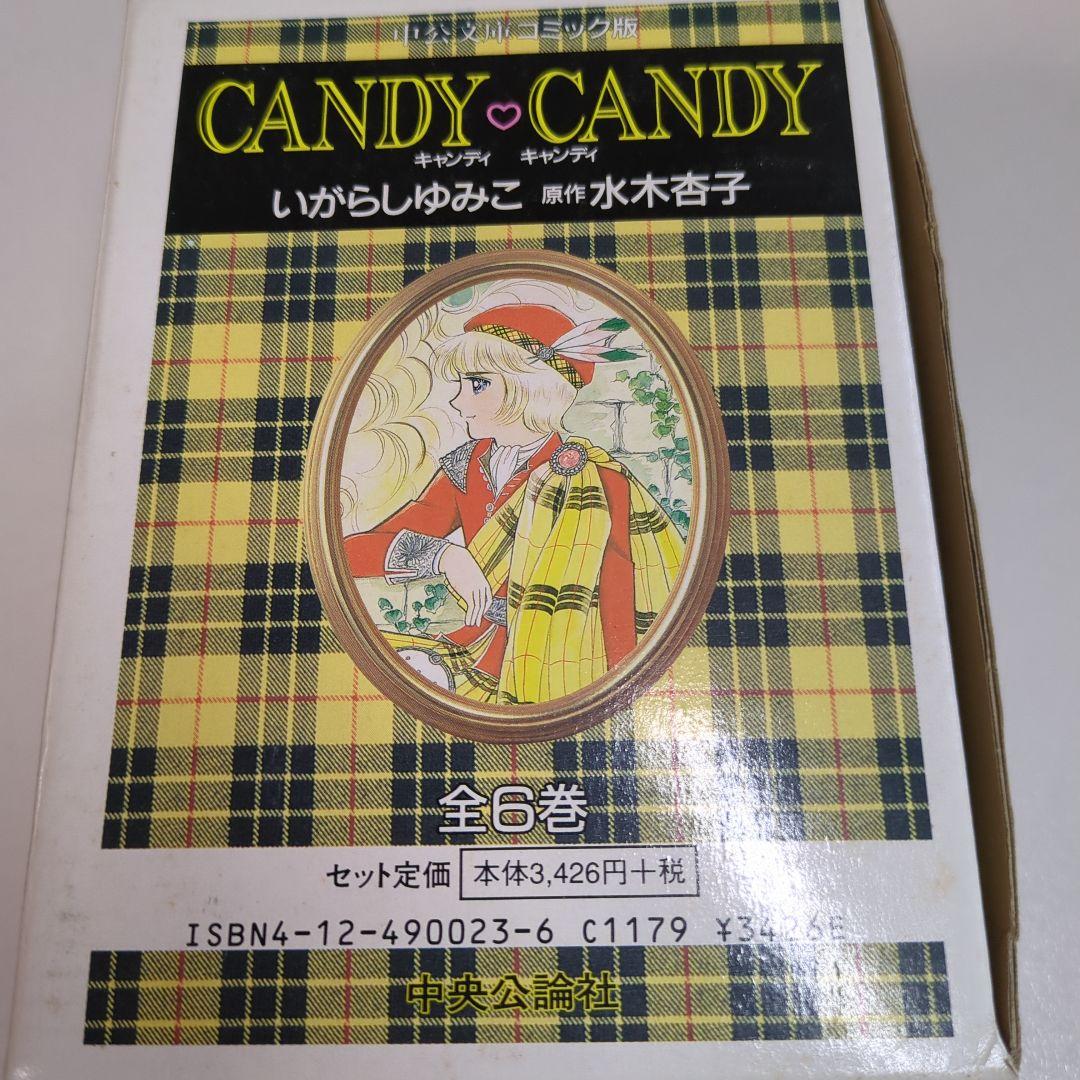 中公文庫コミック版
CANDY♡CANDY
キャンディ キャンディ
いがらしゆみこ 原作 水木杏子
全6巻
セット定価 本体3,426円+税
ISBN4-12-490023-6 C1179 ¥3426E
中央公論社